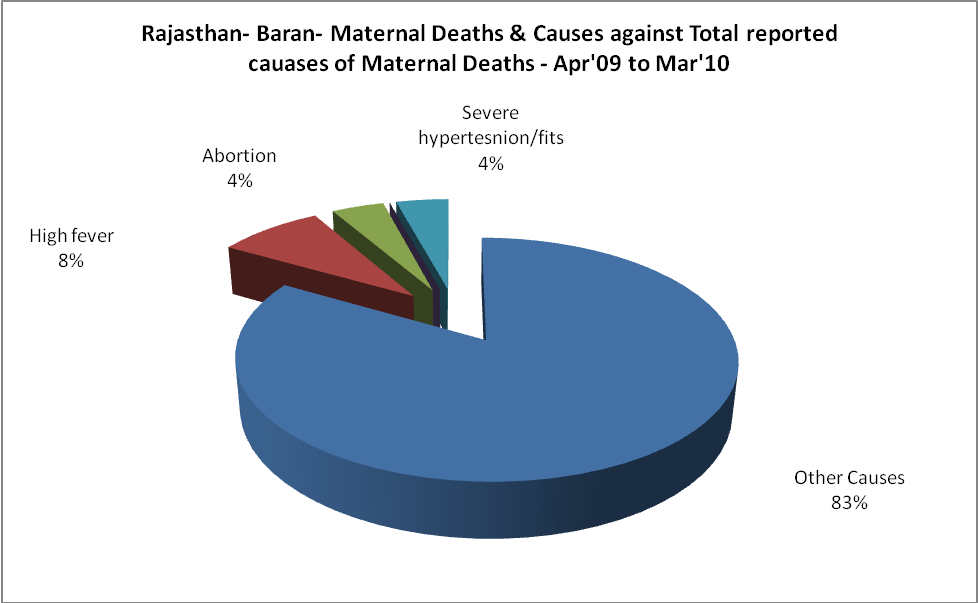 Rajasthan- Baran- Maternal Deaths & Causes against Total reported
cauases of Maternal Deaths - Apr'09 to Mar'10
Severe
hypertesnion/fits
4%
Abortion
4%
High fever
8%
Other Causes
83%